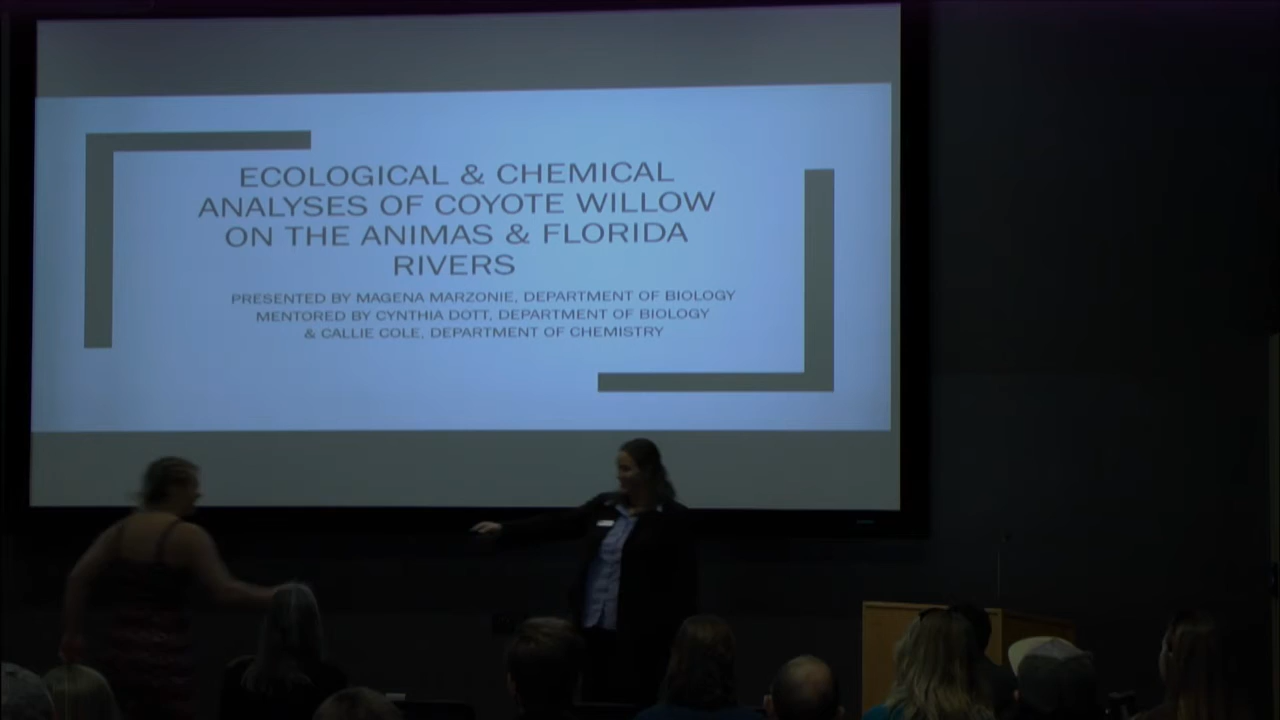 ECOLOGICAL & CHEMICAL
ANALYSES OF COYOTE WILLOW
ON THE ANIMAS & FLORIDA
RIVERS
PRESENTED BY MAGENA MARZONIE, DEPARTMENT OF BIOLOGY
MENTORED BY CYNTHIA DOTT, DEPARTMENT OF BIOLOGY
& CALLIE COLE, DEPARTMENT OF CHEMISTRY